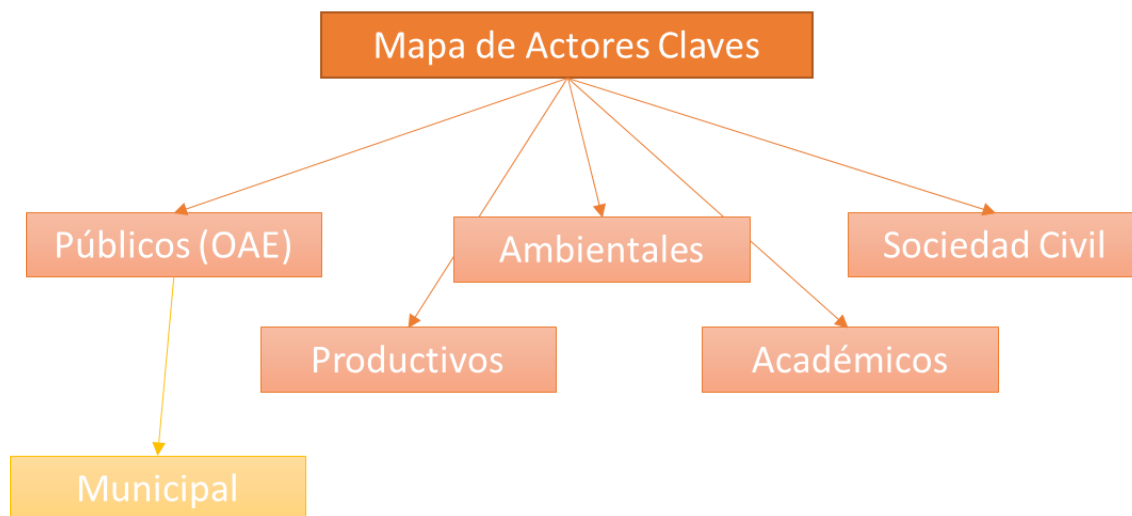 Mapa de Actores Claves
Públicos (OAE)
Ambientales
Sociedad Civil
Productivos
Académicos
Municipal